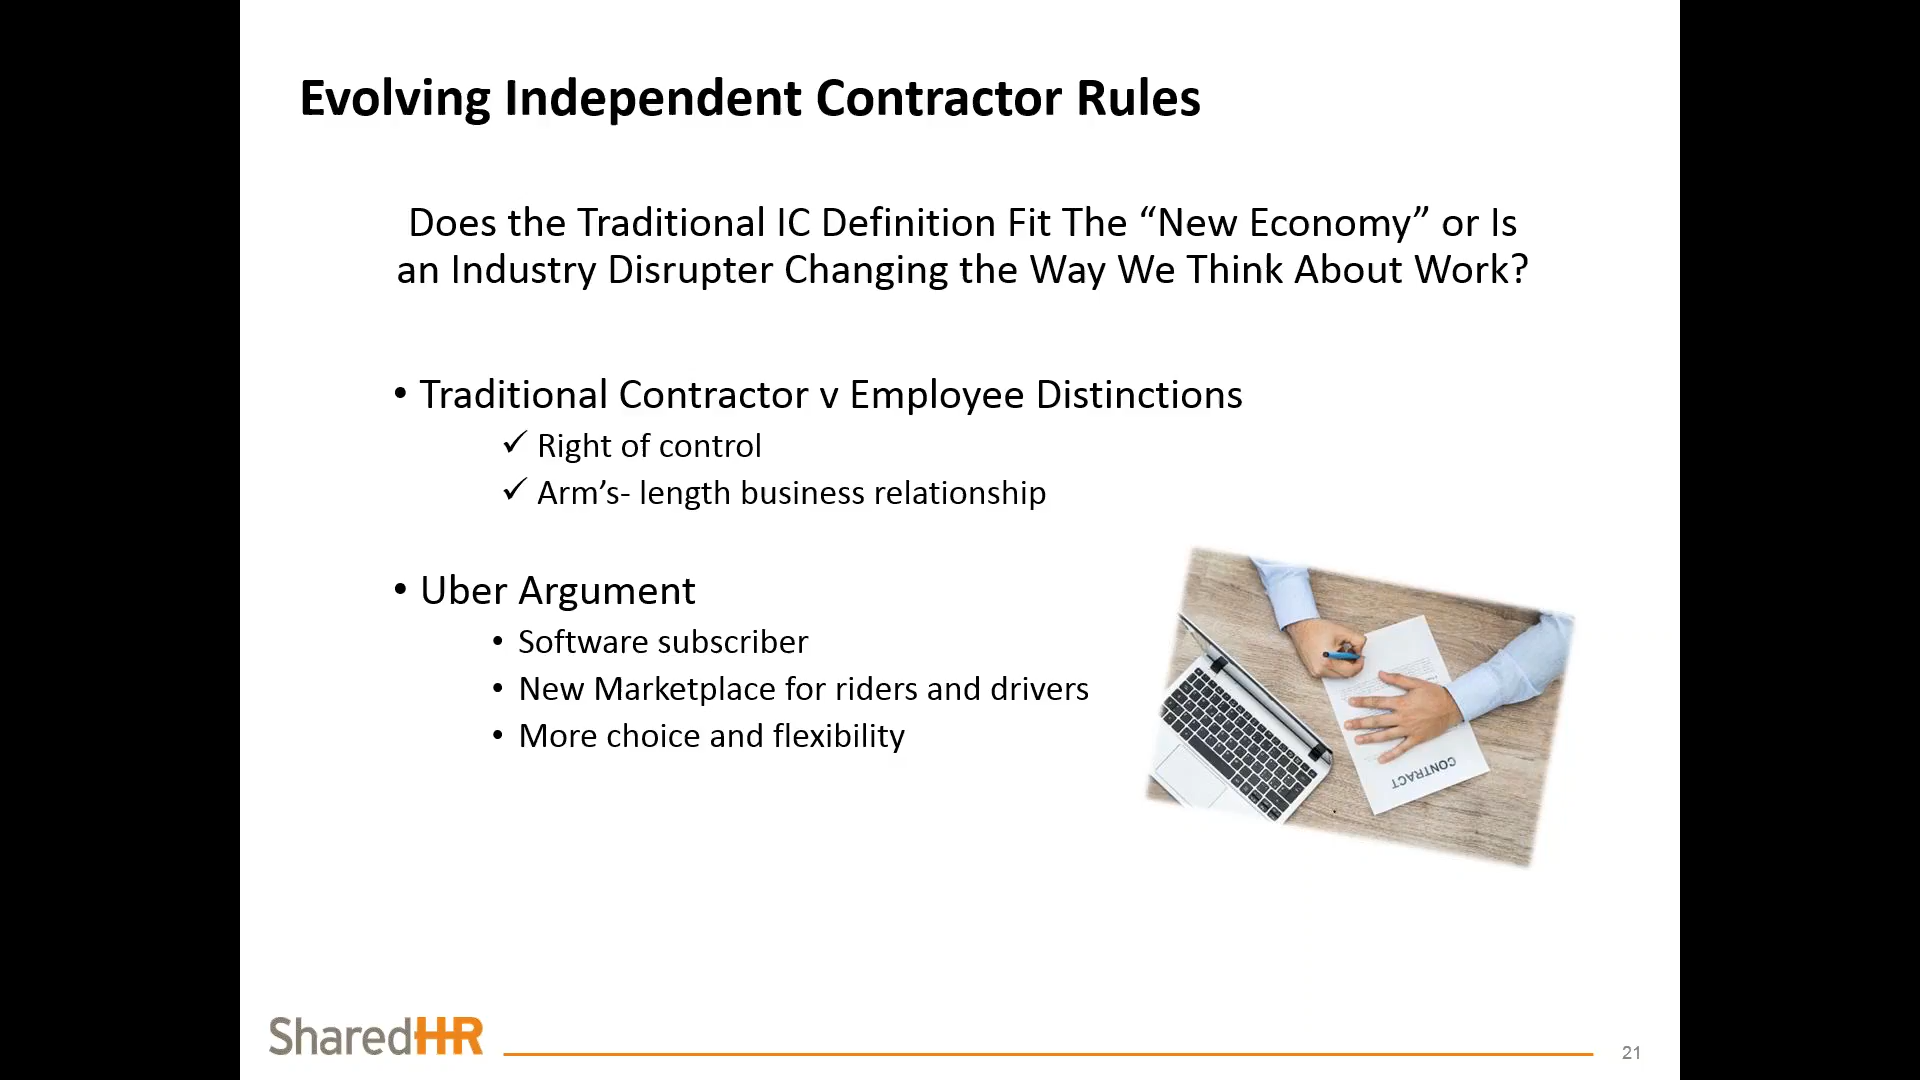 Evolving Independent Contractor Rules
Does the Traditional IC Definition Fit The “New Economy” or Is
an Industry Disrupter Changing the Way We Think About Work?
• Traditional Contractor v Employee Distinctions
✓ Right of control
✓ Arm’s- length business relationship
• Uber Argument
• Software subscriber
• New Marketplace for riders and drivers
• More choice and flexibility
CONTRACT
SharedHR
21